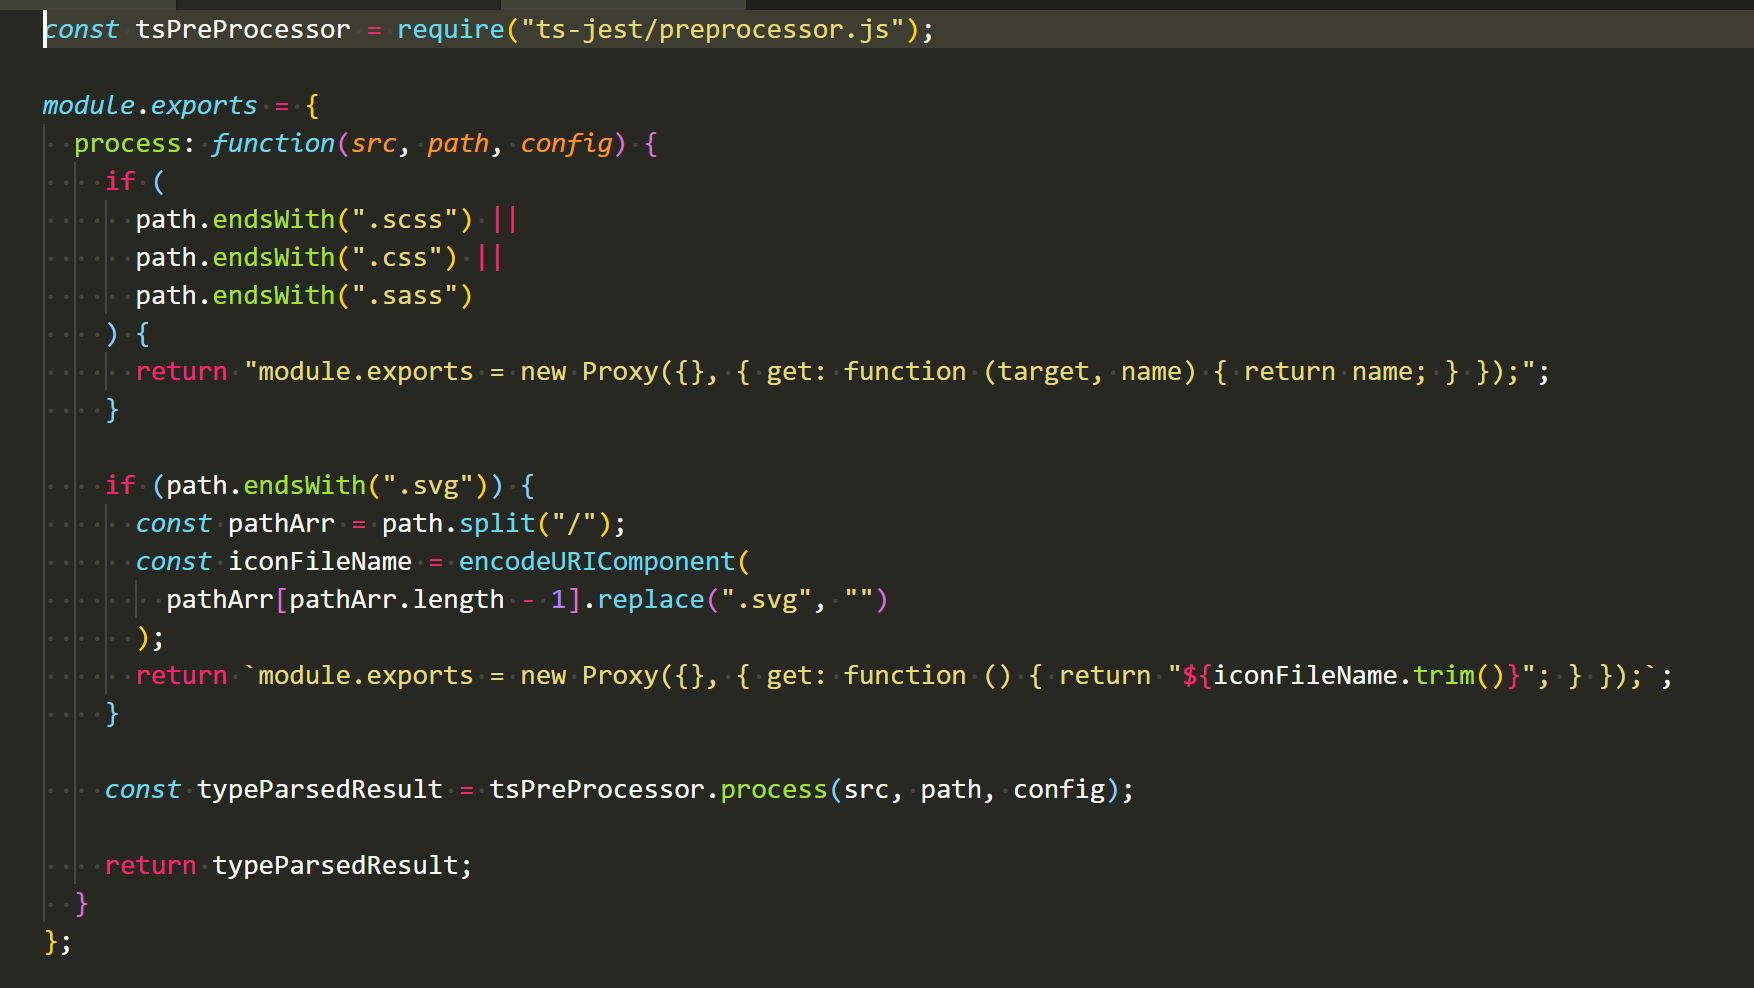 const tsPreProcessor = require("ts-jest/preprocessor.js");
module.exports = {
process: function(src, path, config) {
if (
path.endsWith(".scss") ||
path.endsWith(".css") ||
path.endsWith(".sass")
) {
return "module.exports = new Proxy({}, { get: function (target, name) { return name; } });";
}
if (path.endsWith(".svg")) {
const pathArr = path.split("/");
const iconFileName = encodeURIComponent(
pathArr[pathArr.length - 1].replace(".svg", "")
);
return `module.exports = new Proxy({}, { get: function () { return "${iconFileName.trim()}"; } });`;
}
const typeParsedResult = tsPreProcessor.process(src, path, config);
return typeParsedResult;
}
};